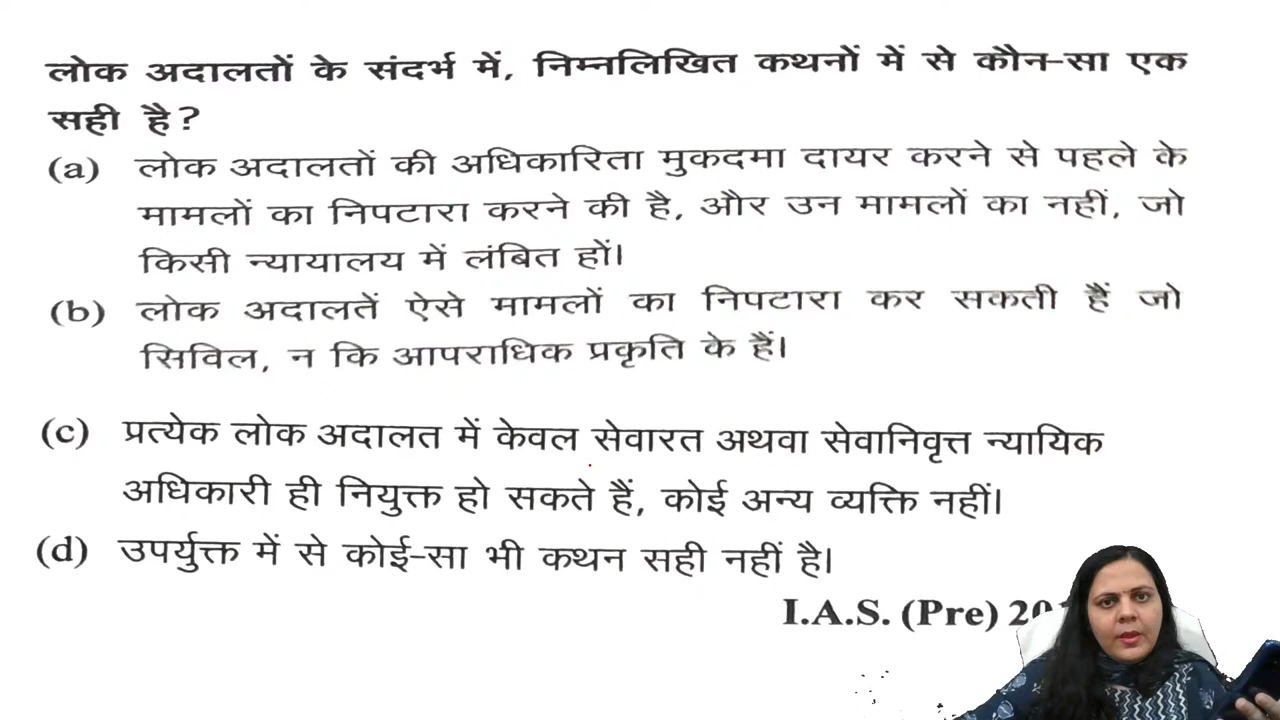 लोक अदालतों के संदर्भ में, निम्नलिखित कथनों में से कौन-सा एक
सही है?
(a) लोक अदालतों की अधिकारिता मुकदमा दायर करने से पहले के
मामलों का निपटारा करने की है, और उन मामलों का नहीं, जो
किसी न्यायालय में लंबित हों।
(b) लोक अदालतें ऐसे मामलों का निपटारा कर सकती हैं जो
सिविल, न कि आपराधिक प्रकृति के हैं।
(c) प्रत्येक लोक अदालत में केवल सेवारत अथवा सेवानिवृत्त न्यायिक
अधिकारी ही नियुक्त हो सकते हैं, कोई अन्य व्यक्ति नहीं।
(d) उपर्युक्त में से कोई-सा भी कथन सही नहीं है।
I.A.S. (Pre)